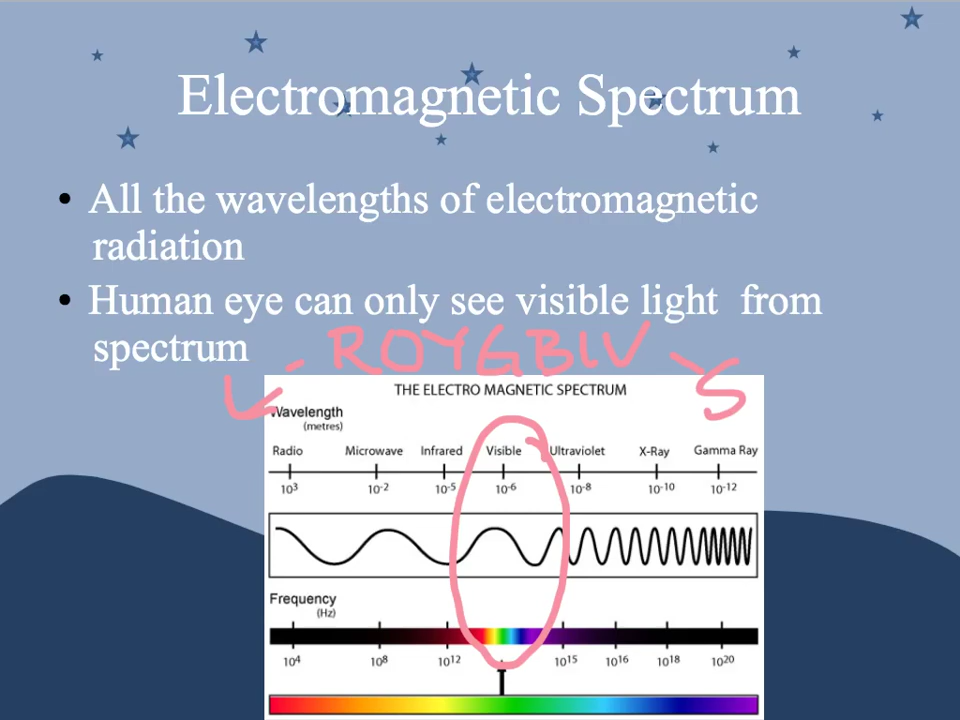 Electromagnetic Spectrum
• All the wavelengths of electromagnetic
radiation
• Human eye can only see visible light from
spectrum
L - ROYGBIV - S
THE ELECTRO MAGNETIC SPECTRUM
Wavelength
(metres)
Radio Microwave Infrared Visible Ultraviolet X-Ray Gamma Ray
10³ 10⁻² 10⁻⁵ 10⁻⁶ 10⁻⁸ 10⁻¹⁰ 10⁻¹²
Frequency
(Hz)
10⁴ 10⁸ 10¹² 10¹⁵ 10¹⁶ 10¹⁸ 10²⁰